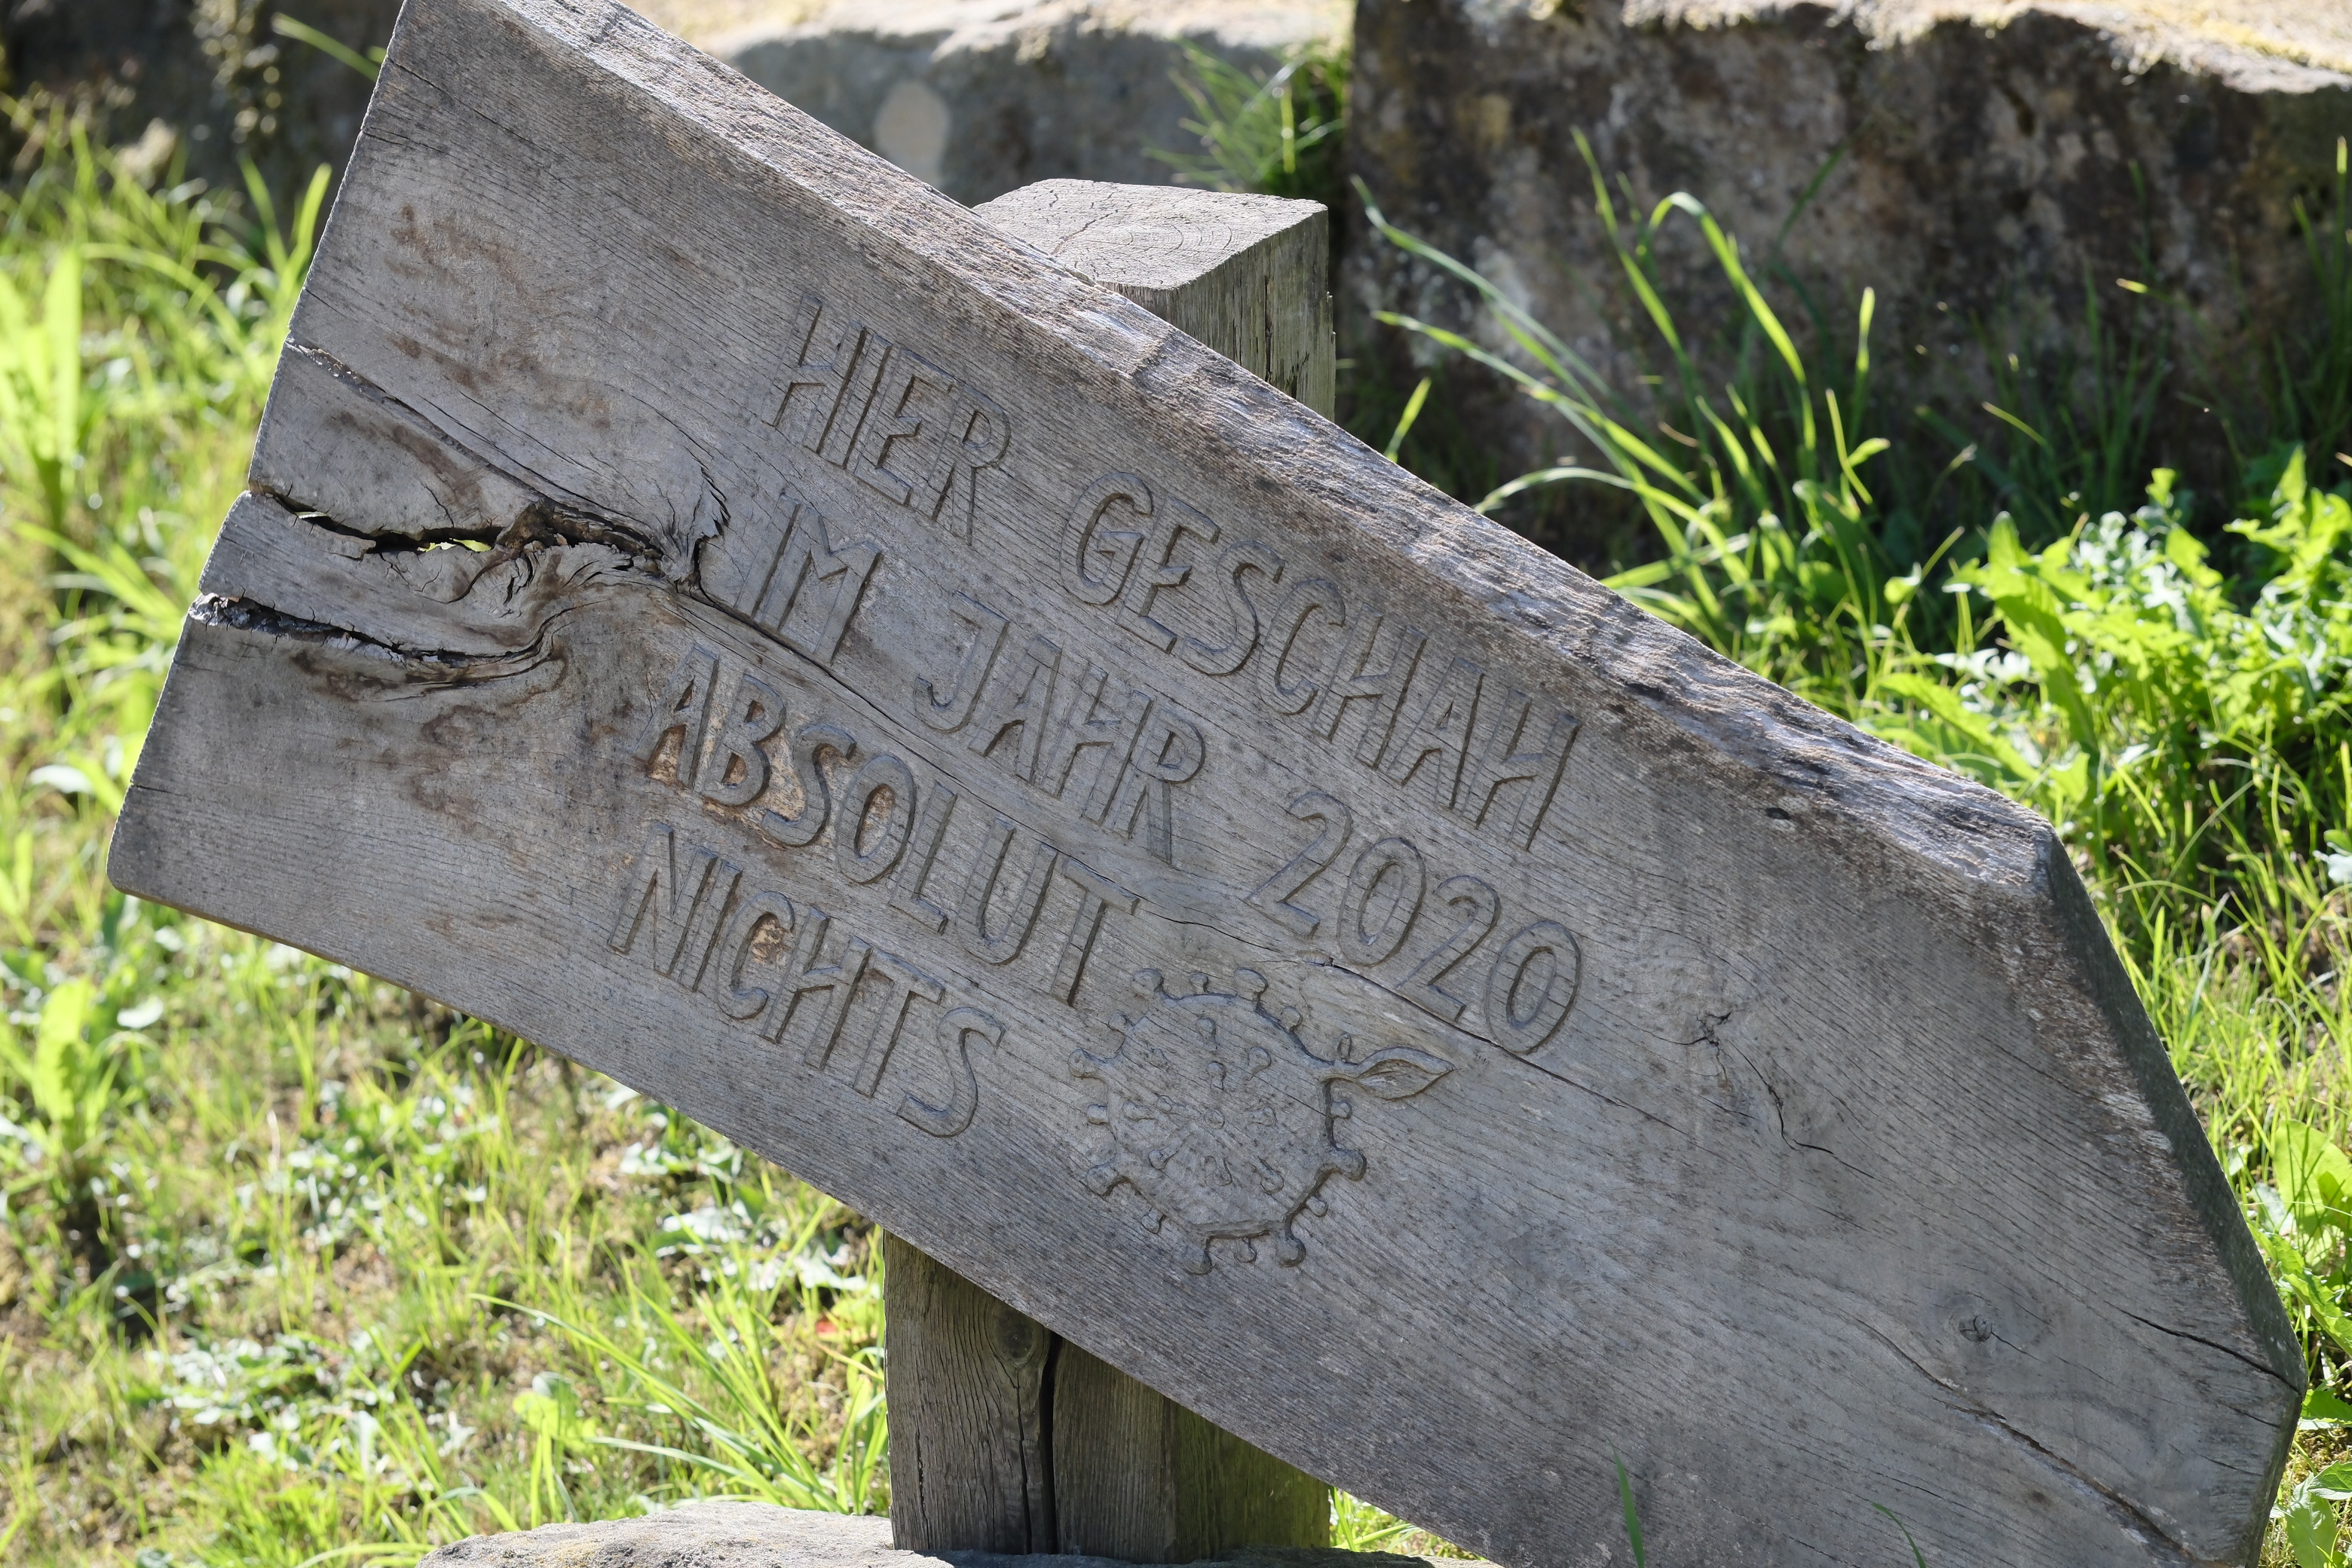 HIER GESCHAH
IM JAHR 2020
ABSOLUT
NICHTS